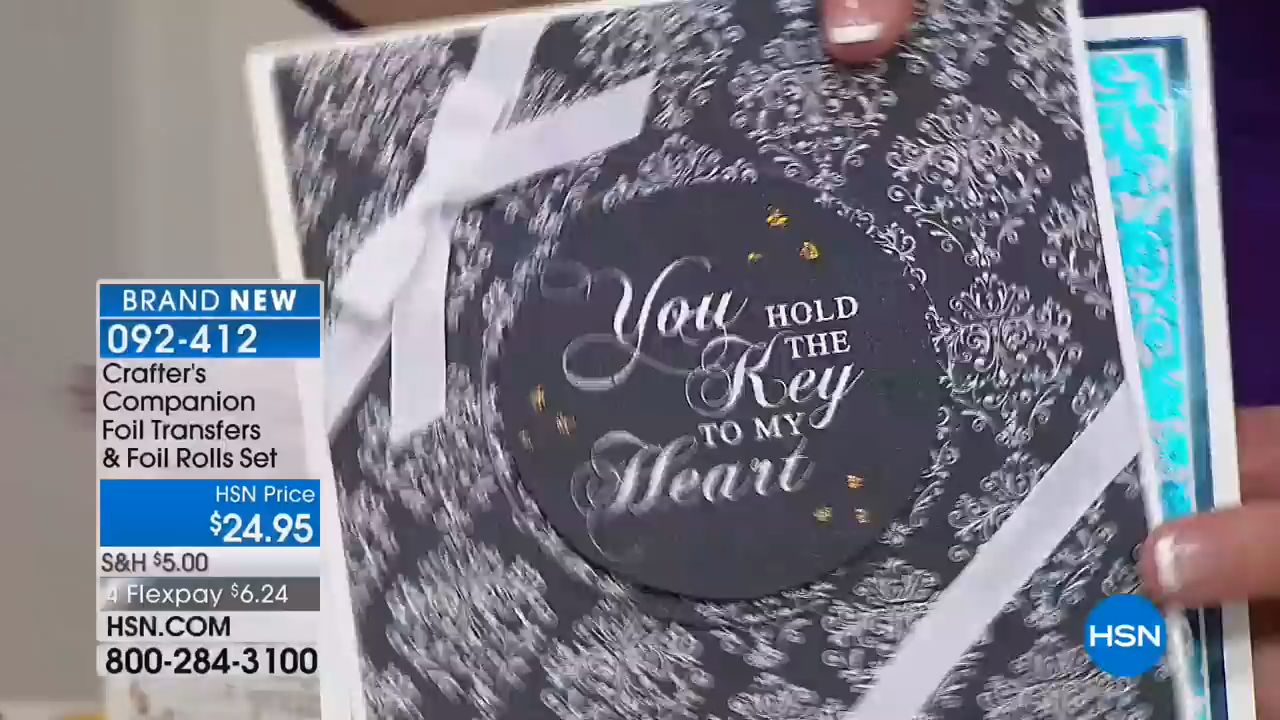 You HOLD
THE
Key
TO MY
Heart
BRAND NEW
092-412
Crafter's
Companion
Foil Transfers
& Foil Rolls Set
HSN Price
$24.95
S&H $5.00
4 Flexpay $6.24
HSN.COM
800-284-3100
HSN